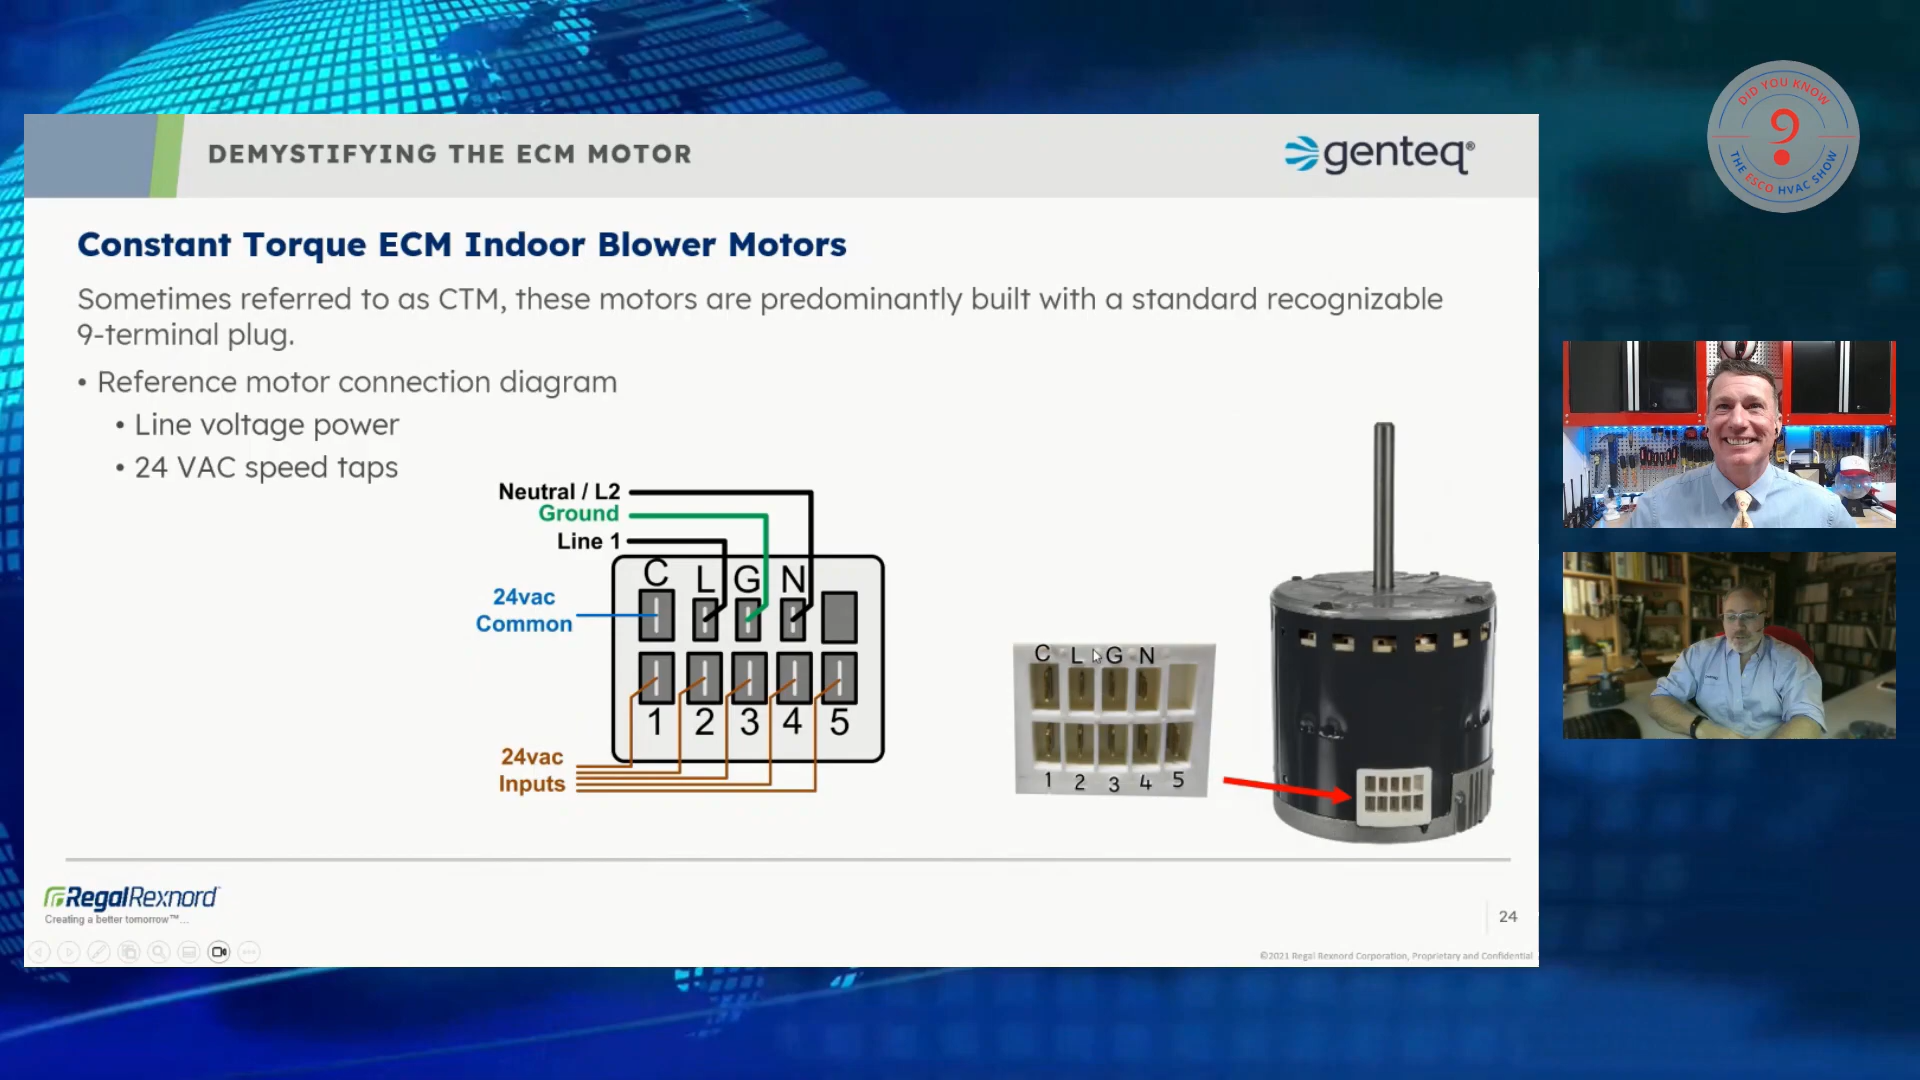 DEMYSTIFYING THE ECM MOTOR
genteq®
DID YOU KNOW
?
THE ESCO HVAC SHOW
Constant Torque ECM Indoor Blower Motors
Sometimes referred to as CTM, these motors are predominantly built with a standard recognizable
9-terminal plug.
• Reference motor connection diagram
• Line voltage power
• 24 VAC speed taps
Neutral / L2
Ground
Line 1
24vac
Common
C L G N
1 2 3 4 5
24vac
Inputs
C L G N
1 2 3 4 5
RegalRexnord
Creating a better tomorrow™...
24
©2021 Regal Rexnord Corporation, Proprietary and Confidential